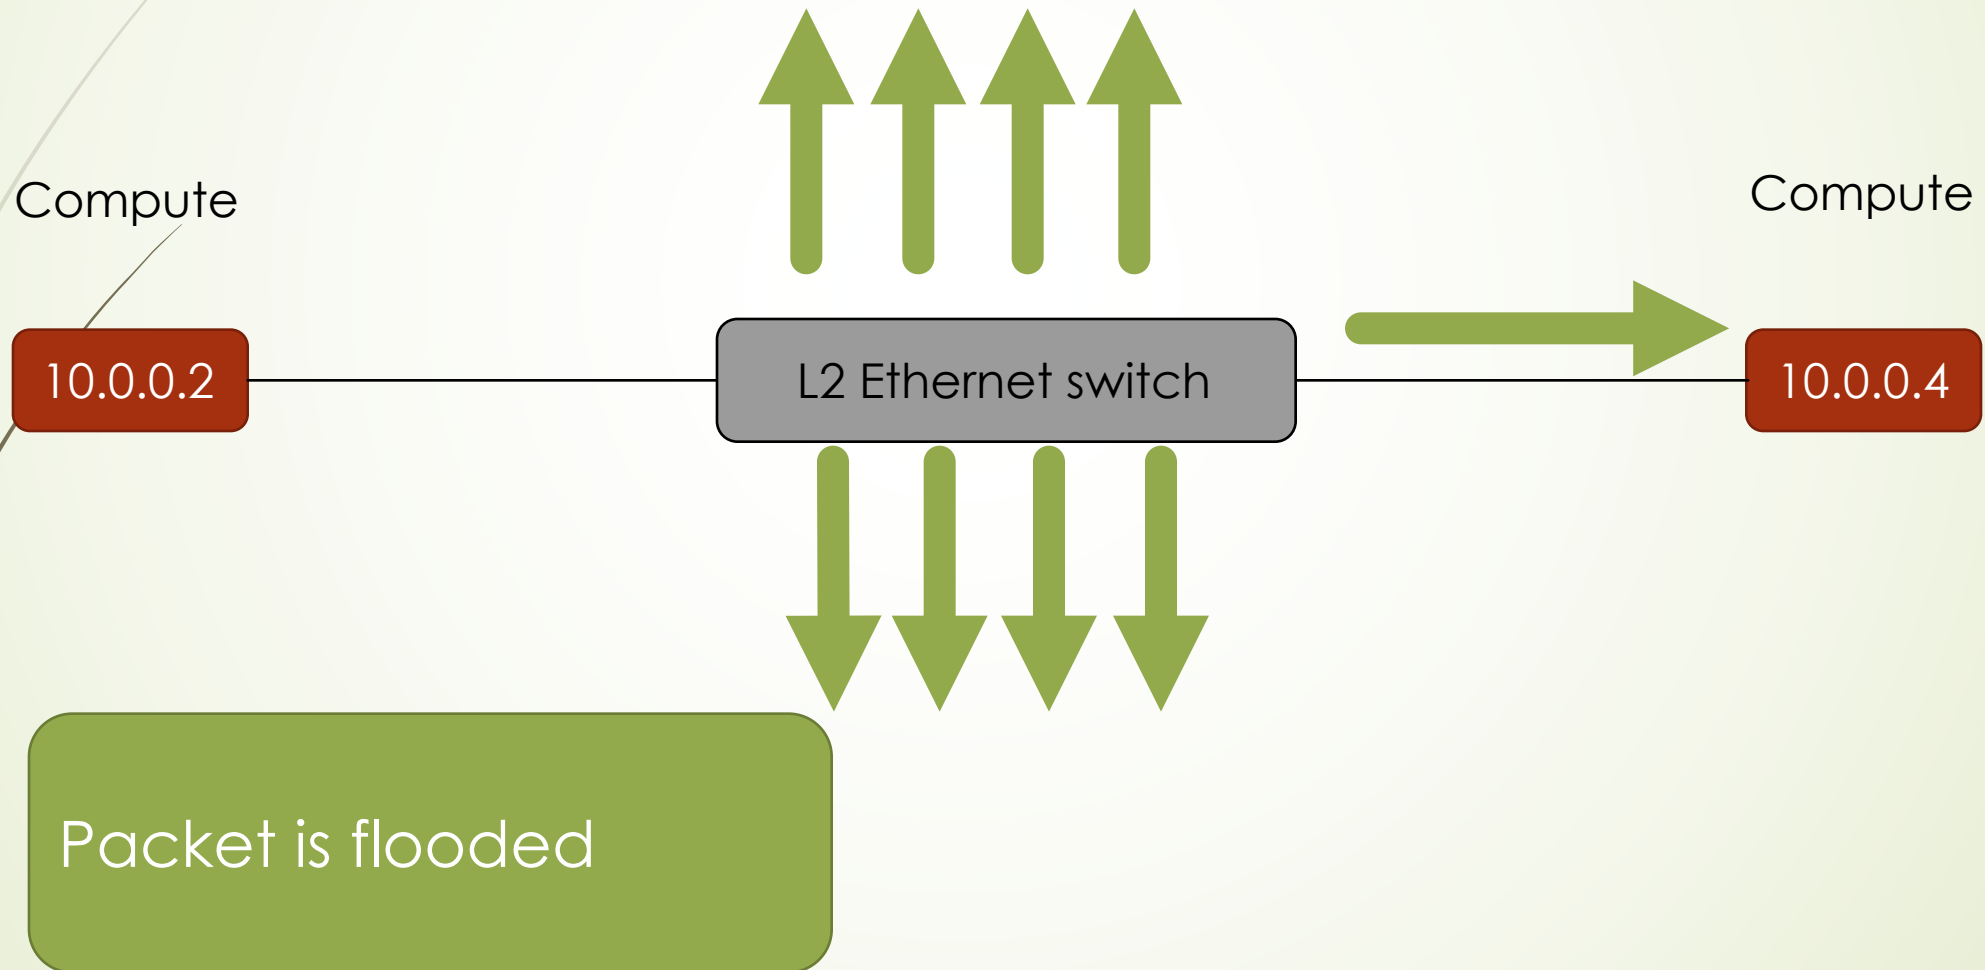 Compute
Compute
10.0.0.2
L2 Ethernet switch
10.0.0.4
Packet is flooded